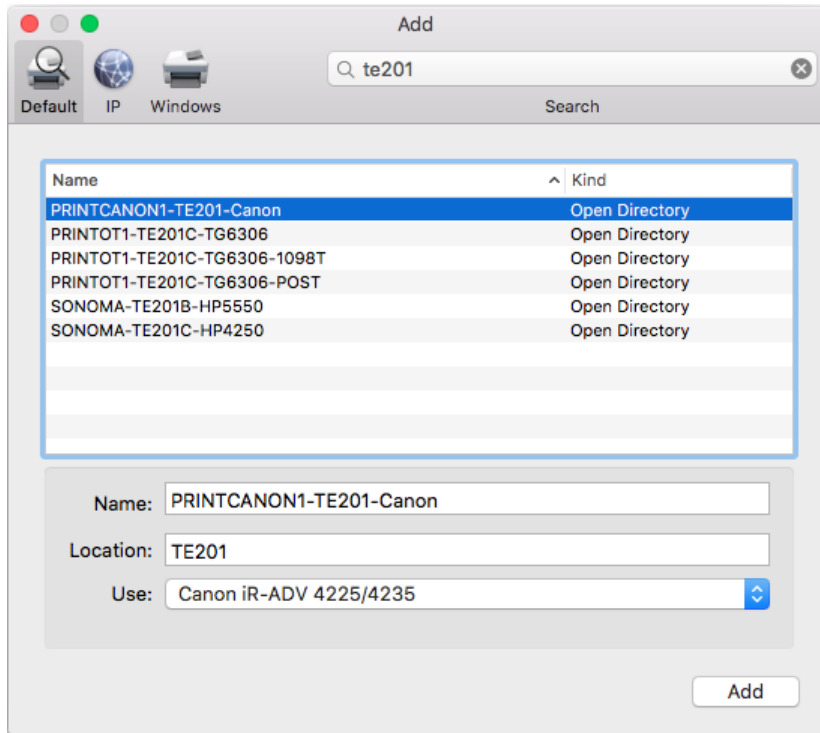 Add
te201
Default IP Windows Search
Name Kind
PRINTCANON1-TE201-Canon Open Directory
PRINTOT1-TE201C-TG6306 Open Directory
PRINTOT1-TE201C-TG6306-1098T Open Directory
PRINTOT1-TE201C-TG6306-POST Open Directory
SONOMA-TE201B-HP5550 Open Directory
SONOMA-TE201C-HP4250 Open Directory
Name: PRINTCANON1-TE201-Canon
Location: TE201
Use: Canon iR-ADV 4225/4235
Add